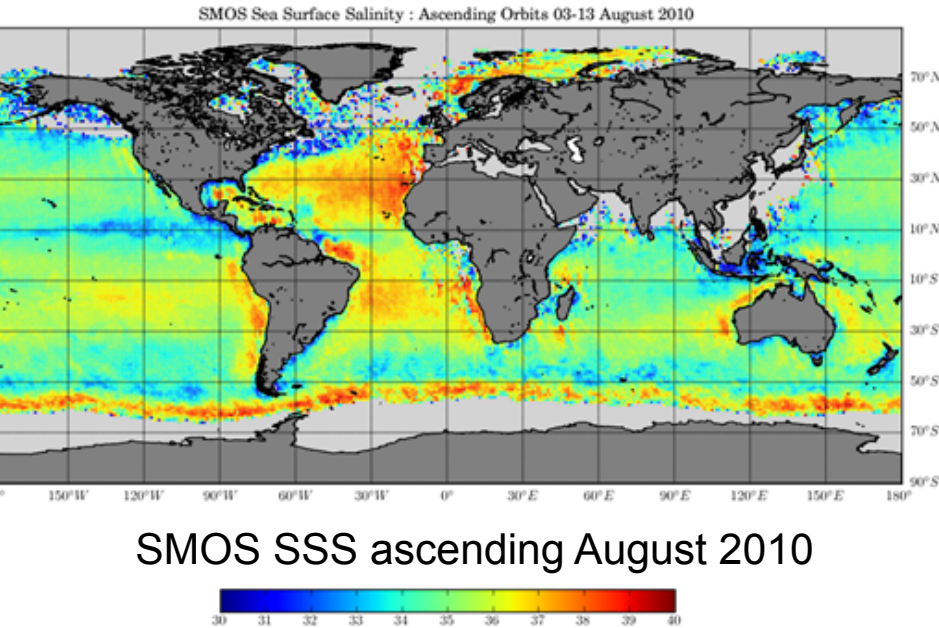 SMOS Sea Surface Salinity : Ascending Orbits 03-13 August 2010
70°N
50°N
30°N
10°N
10°S
30°S
50°S
70°S
90°S
° 150°W 120°W 90°W 60°W 30°W 0° 30°E 60°E 90°E 120°E 150°E 180°
SMOS SSS ascending August 2010
30 31 32 33 34 35 36 37 38 39 40